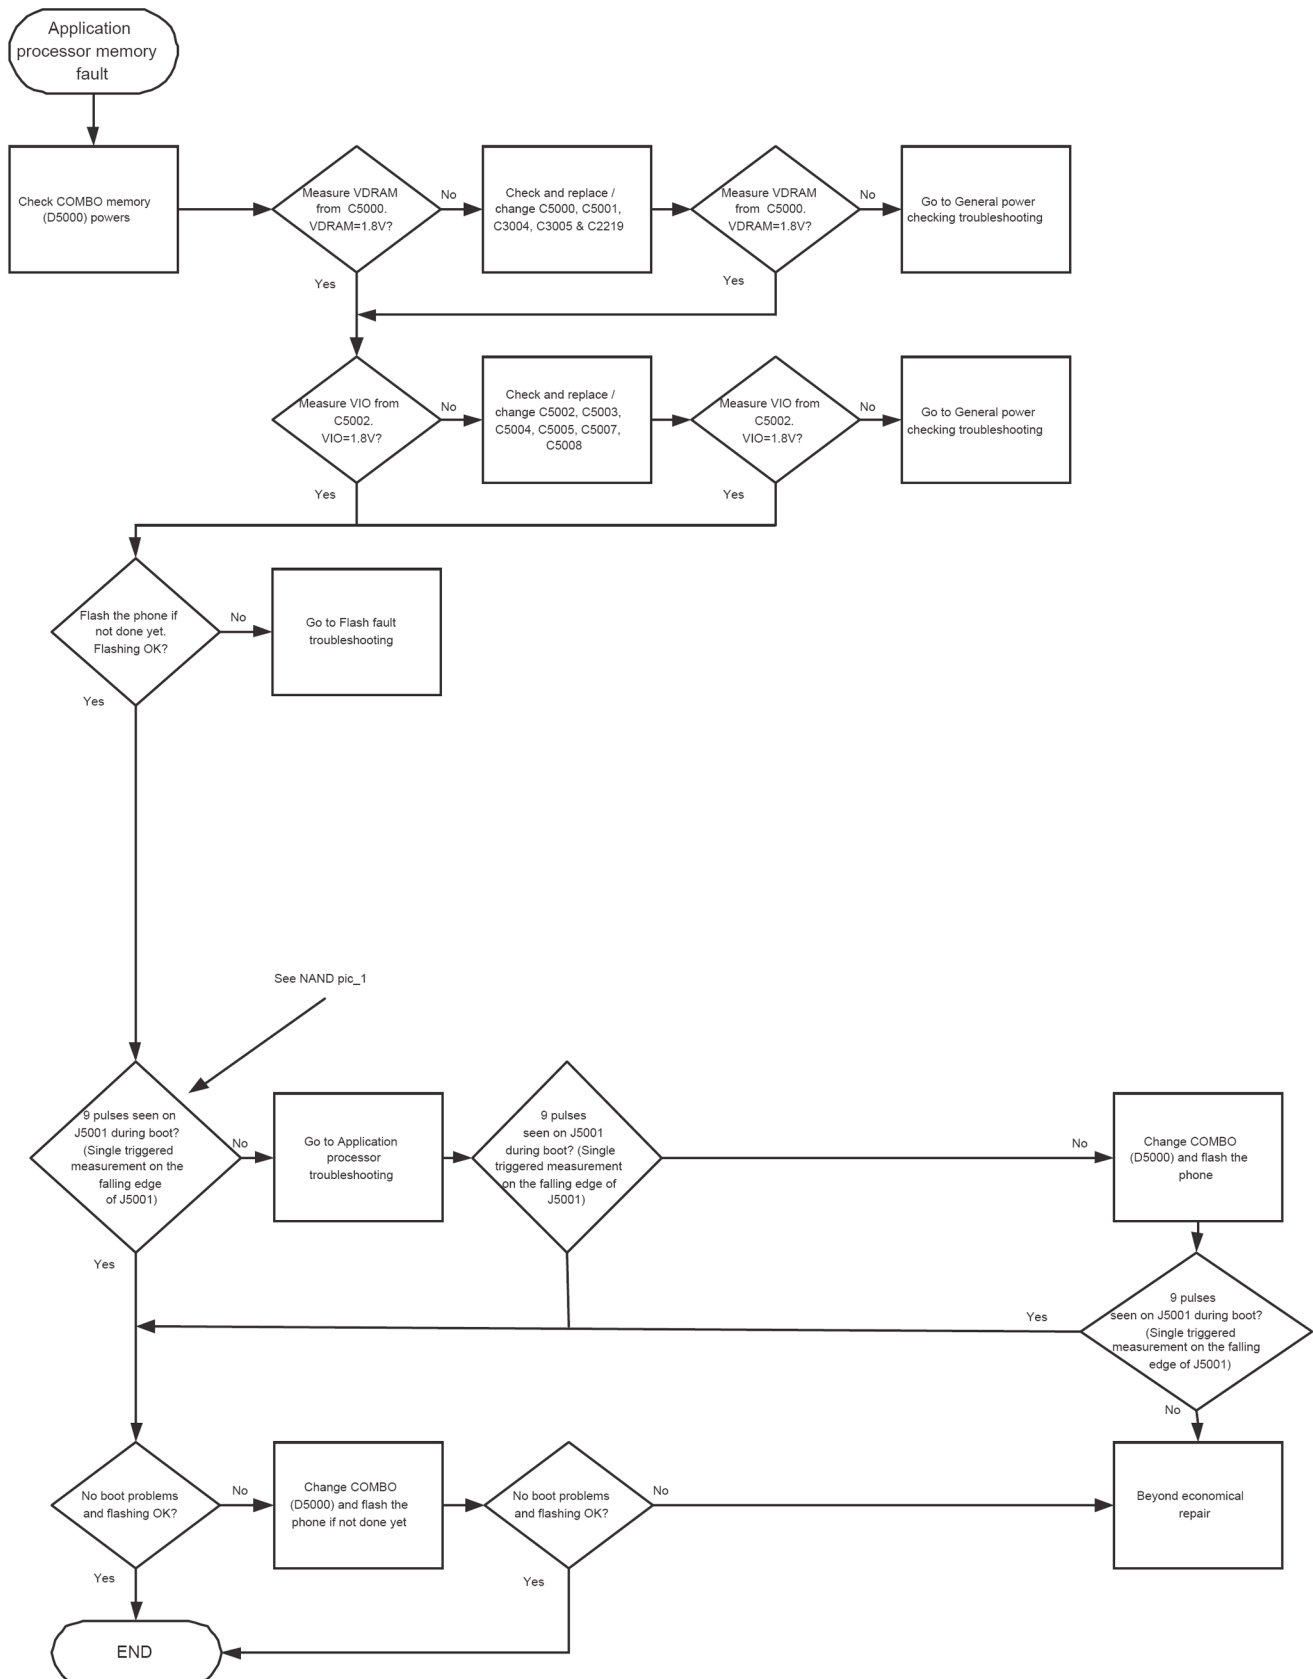 Application
processor memory
fault
Check COMBO memory
(D5000) powers
Measure VDRAM
from C5000.
VDRAM=1.8V?
No
Yes
Check and replace /
change C5000, C5001,
C3004, C3005 & C2219
Measure VDRAM
from C5000.
VDRAM=1.8V?
No
Yes
Go to General power
checking troubleshooting
Measure VIO from
C5002.
VIO=1.8V?
No
Yes
Check and replace /
change C5002, C5003,
C5004, C5005, C5007,
C5008
Measure VIO from
C5002.
VIO=1.8V?
No
Yes
Go to General power
checking troubleshooting
Flash the phone if
not done yet.
Flashing OK?
No
Yes
Go to Flash fault
troubleshooting
See NAND pic_1
9 pulses seen on
J5001 during boot?
(Single triggered
measurement on the
falling edge
of J5001)
No
Yes
Go to Application
processor
troubleshooting
9 pulses
seen on J5001
during boot? (Single
triggered measurement
on the falling edge of
J5001)
No
Change COMBO
(D5000) and flash the
phone
9 pulses
seen on J5001 during boot?
(Single triggered
measurement on the falling
edge of J5001)
Yes
No
No boot problems
and flashing OK?
No
Yes
Change COMBO
(D5000) and flash the
phone if not done yet
No boot problems
and flashing OK?
No
Yes
Beyond economical
repair
END